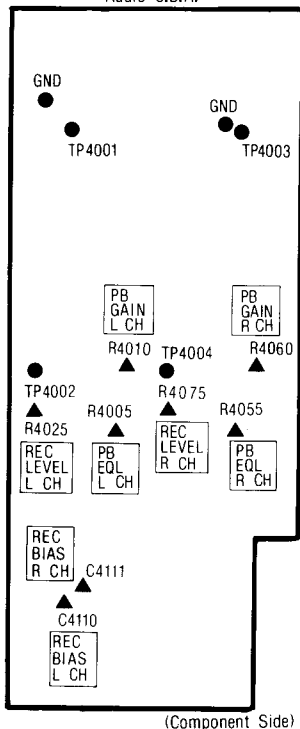 GND
TP4001
GND
TP4003
PB
GAIN
L CH
R4010
TP4004
PB
GAIN
R CH
R4060
TP4002
R4025
REC
LEVEL
L CH
R4005
PB
EQL
L CH
R4075
REC
LEVEL
R CH
R4055
PB
EQL
R CH
REC
BIAS
R CH
C4111
C4110
REC
BIAS
L CH
(Component Side)